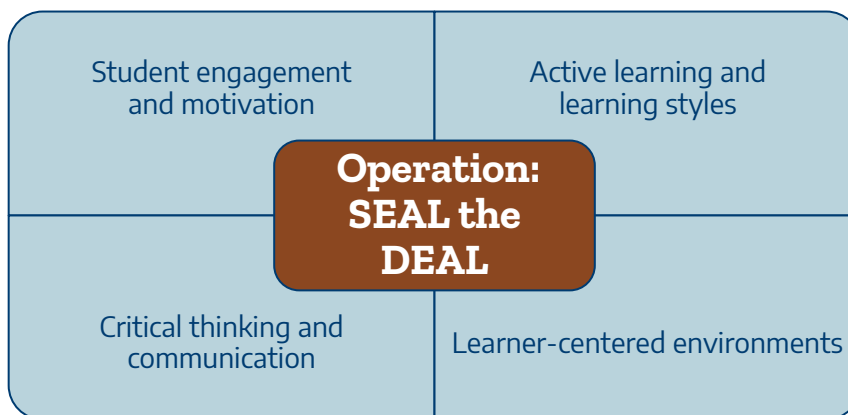 Student engagement
and motivation
Active learning and
learning styles
Operation:
SEAL the
DEAL
Critical thinking and
communication
Learner-centered environments